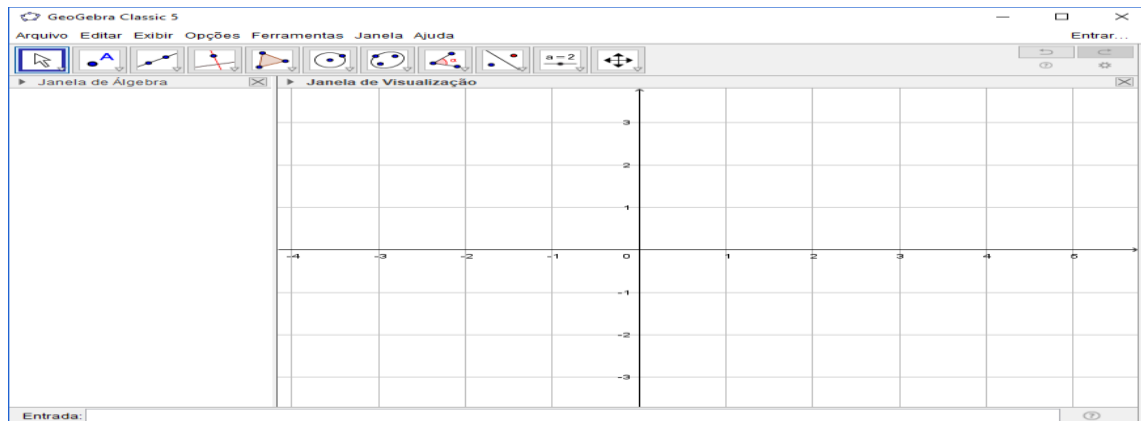 GeoGebra Classic 5
Arquivo Editar Exibir Opções Ferramentas Janela Ajuda Entrar...
A a=2
Janela de Álgebra Janela de Visualização
3
2
1
-4 -3 -2 -1 0 1 2 3 4 5
-1
-2
-3
Entrada: